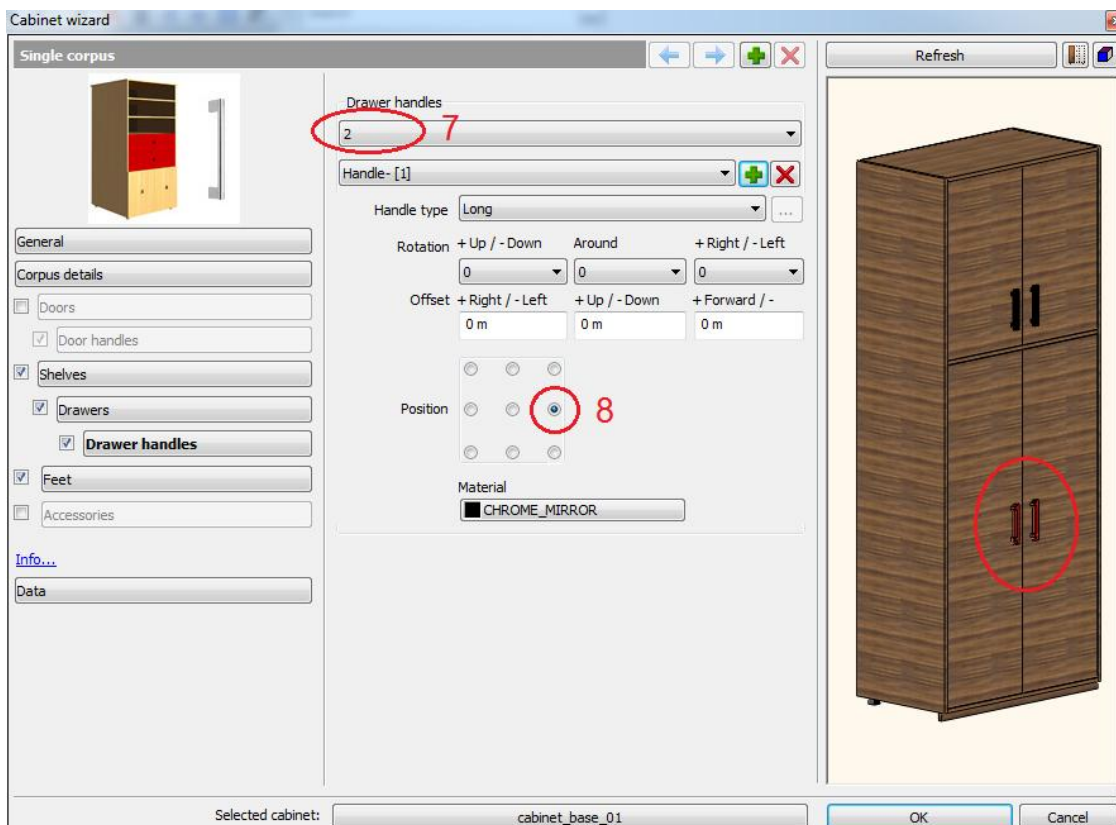 Cabinet wizard
Single corpus
Refresh
Drawer handles
2
7
Handle- [1]
Handle type Long ...
Rotation + Up / - Down Around + Right / - Left
0 0 0
Offset + Right / - Left + Up / - Down + Forward / -
0 m 0 m 0 m
Position 8
Material
CHROME_MIRROR
General
Corpus details
Doors
Door handles
Shelves
Drawers
Drawer handles
Feet
Accessories
Info...
Data
Selected cabinet: cabinet_base_01 OK Cancel